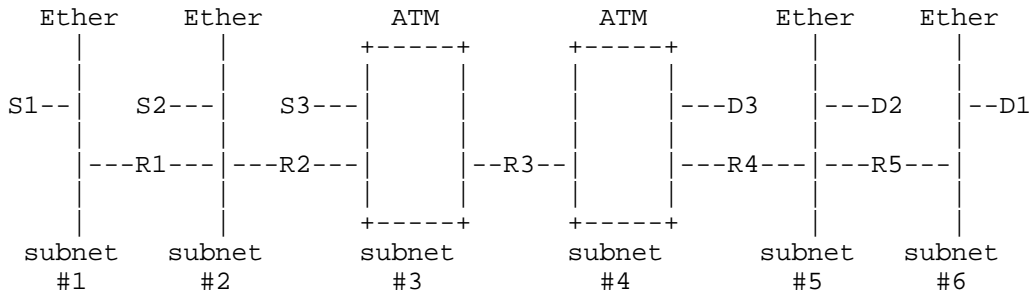 Ether Ether ATM ATM Ether Ether
S1 S2 S3 D3 D2 D1
R1 R2 R3 R4 R5
subnet subnet subnet subnet subnet subnet
#1 #2 #3 #4 #5 #6